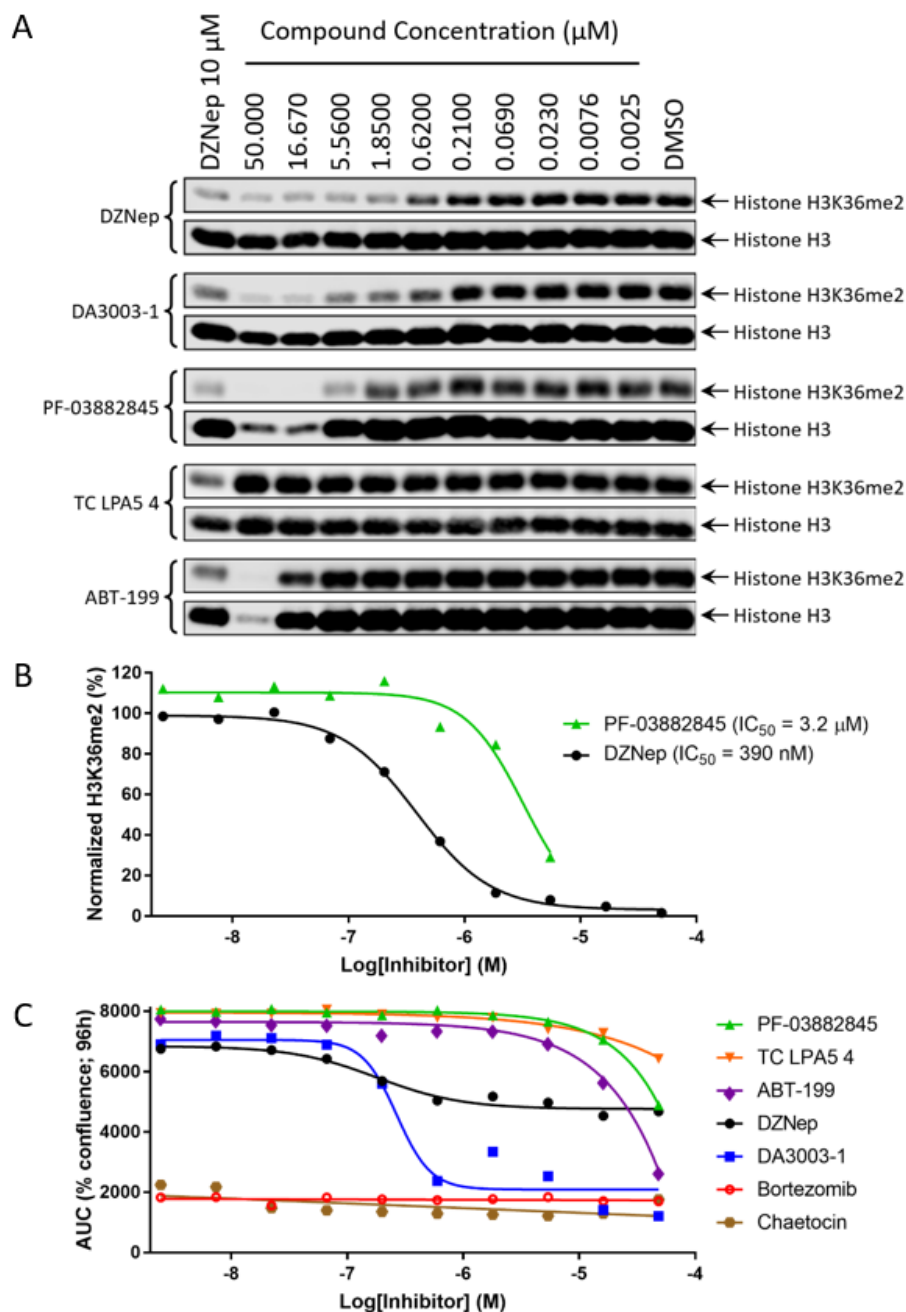 A
Compound Concentration (µM)
DZNep 10 µM
50.000
16.670
5.5600
1.8500
0.6200
0.2100
0.0690
0.0230
0.0076
0.0025
DMSO
DZNep
Histone H3K36me2
Histone H3
DA3003-1
Histone H3K36me2
Histone H3
PF-03882845
Histone H3K36me2
Histone H3
TC LPA5 4
Histone H3K36me2
Histone H3
ABT-199
Histone H3K36me2
Histone H3
B
Normalized H3K36me2 (%)
120
100
80
60
40
20
0
-8
-7
-6
-5
-4
Log[Inhibitor] (M)
PF-03882845 (IC50 = 3.2 µM)
DZNep (IC50 = 390 nM)
C
AUC (% confluence; 96h)
8000
6000
4000
2000
0
-8
-7
-6
-5
-4
Log[Inhibitor] (M)
PF-03882845
TC LPA5 4
ABT-199
DZNep
DA3003-1
Bortezomib
Chaetocin